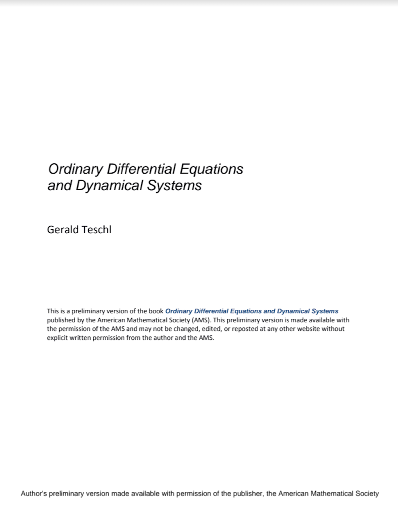 Ordinary Differential Equations
and Dynamical Systems
Gerald Teschl
This is a preliminary version of the book Ordinary Differential Equations and Dynamical Systems
published by the American Mathematical Society (AMS). This preliminary version is made available with
the permission of the AMS and may not be changed, edited, or reposted at any other website without
explicit written permission from the author and the AMS.
Author's preliminary version made available with permission of the publisher, the American Mathematical Society